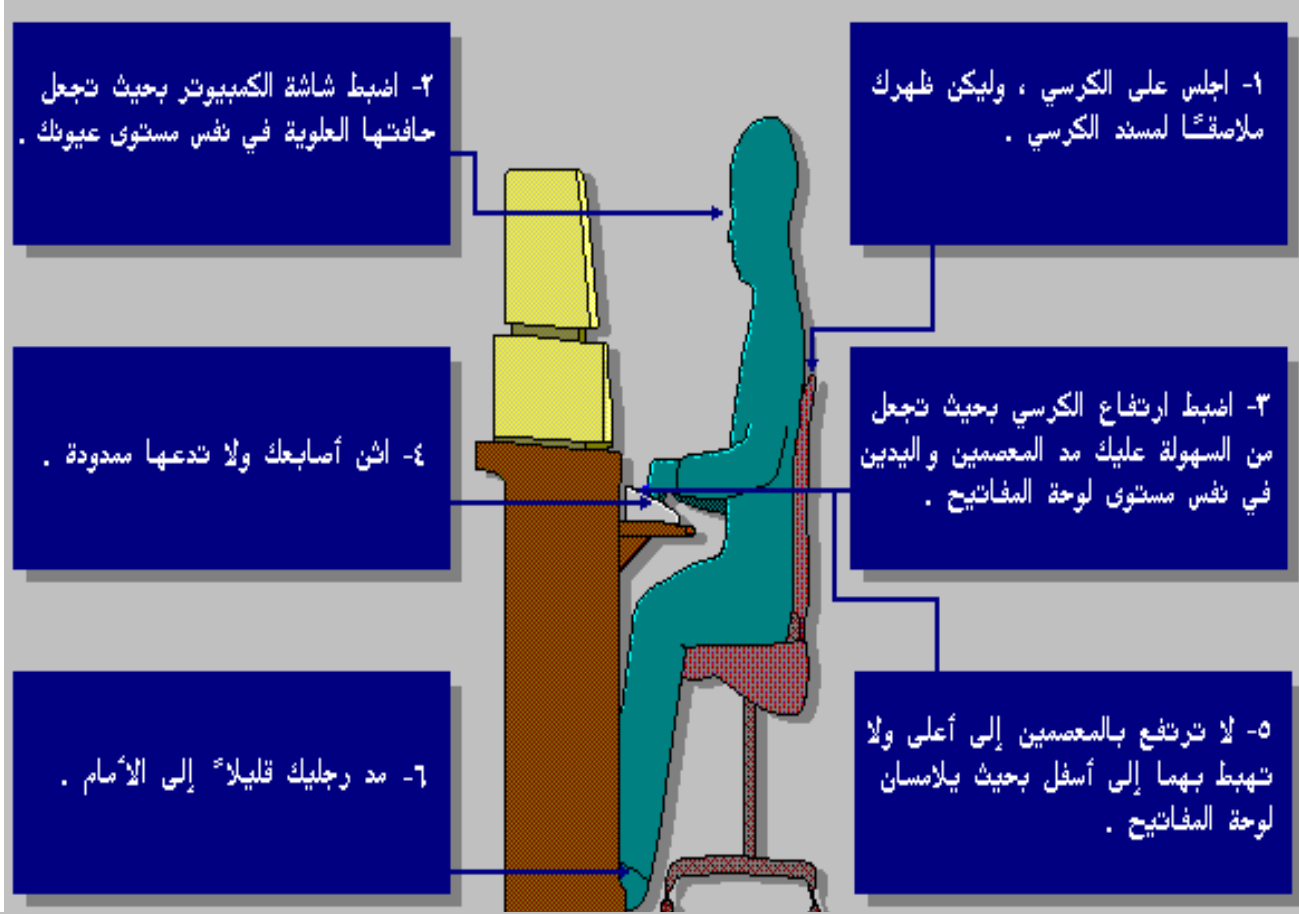 ١- اجلس على الكرسي ، وليكن ظهرك
ملاصقًا لمسند الكرسي .
٢- اضبط شاشة الكمبيوتر بحيث تجعل
حافتها العلوية في نفس مستوى عيونك .
٣- اضبط ارتفاع الكرسي بحيث تجعل
من السهولة عليك مد المعصمين واليدين
في نفس مستوى لوحة المفاتيح .
٤- اثن أصابعك ولا تدعها ممدودة .
٥- لا ترتفع بالمعصمين إلى أعلى ولا
تهبط بهما إلى أسفل بحيث يلامسان
لوحة المفاتيح .
٦- مد رجليك قليلاً إلى الأمام .